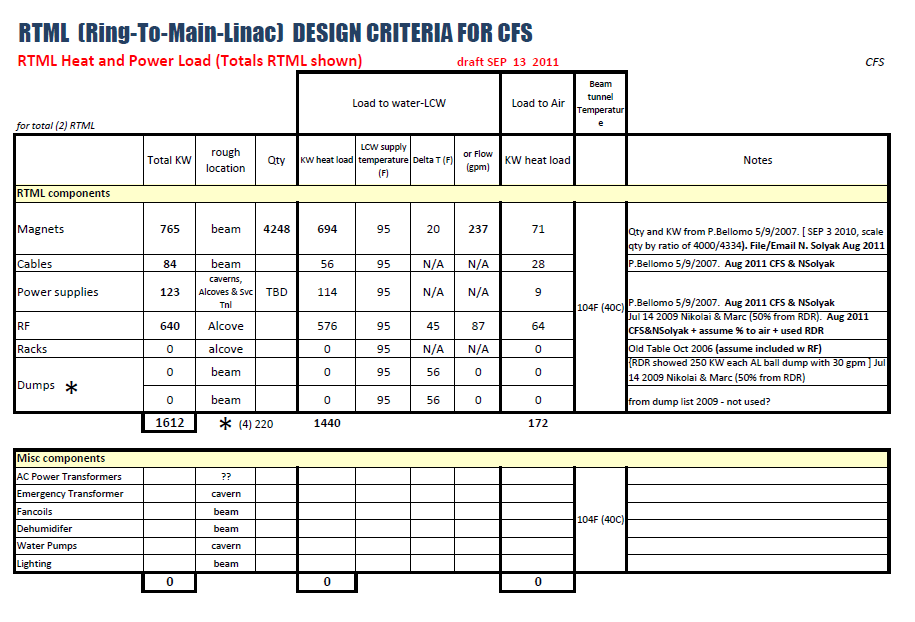 RTML (Ring-To-Main-Linac) DESIGN CRITERIA FOR CFS
RTML Heat and Power Load (Totals RTML shown) draft SEP 13 2011 CFS
for total (2) RTML
Load to water-LCW Load to Air Beam tunnel Temperatur e
Total KW rough location Qty KW heat load LCW supply temperature (F) Delta T (F) or Flow (gpm) KW heat load Notes
RTML components
Magnets 765 beam 4248 694 95 20 237 71 Qty and KW from P.Bellomo 5/9/2007. [ SEP 3 2010, scale qty by ratio of 4000/4334). File/Email N. Solyak Aug 2011
Cables 84 beam 56 95 N/A N/A 28 P.Bellomo 5/9/2007. Aug 2011 CFS & NSolyak
Power supplies 123 caverns, Alcoves & Svc Tnl TBD 114 95 N/A N/A 9 104F (40C) P.Bellomo 5/9/2007. Aug 2011 CFS & NSolyak
RF 640 Alcove 576 95 45 87 64 Jul 14 2009 Nikolai & Marc (50% from RDR). Aug 2011 CFS&NSolyak + assume % to air + used RDR
Racks 0 alcove 0 95 N/A N/A 0 Old Table Oct 2006 (assume included w RF)
Dumps * 0 beam 0 95 56 0 0 {RDR showed 250 KW each AL ball dump with 30 gpm ] Jul 14 2009 Nikolai & Marc (50% from RDR)
0 beam 0 95 56 0 0 from dump list 2009 - not used?
1612 * (4) 220 1440 172
Misc components
AC Power Transformers ??
Emergency Transformer cavern
Fancoils beam
Dehumidifer beam 104F (40C)
Water Pumps cavern
Lighting beam
0 0 0